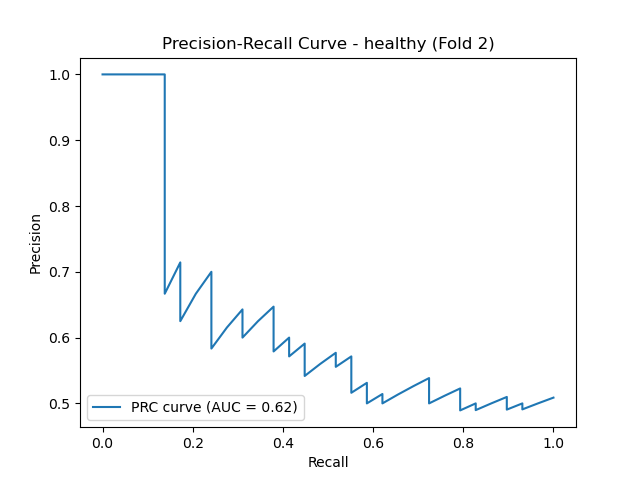 Precision-Recall Curve - healthy (Fold 2)
Precision
1.0
0.9
0.8
0.7
0.6
0.5
PRC curve (AUC = 0.62)
0.0 0.2 0.4 0.6 0.8 1.0
Recall